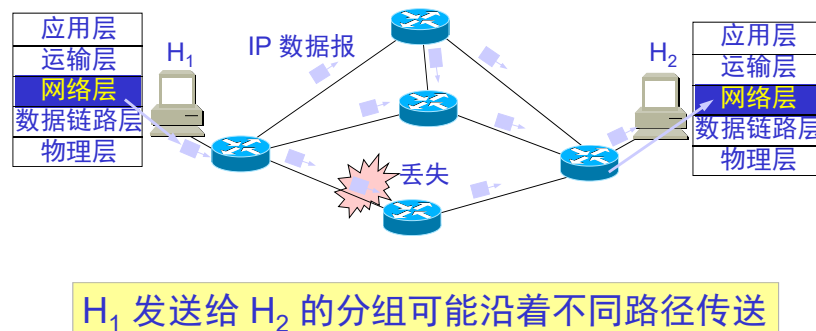 应用层
运输层
网络层
数据链路层
物理层
H₁
IP 数据报
丢失
H₂
应用层
运输层
网络层
数据链路层
物理层
H₁ 发送给 H₂ 的分组可能沿着不同路径传送